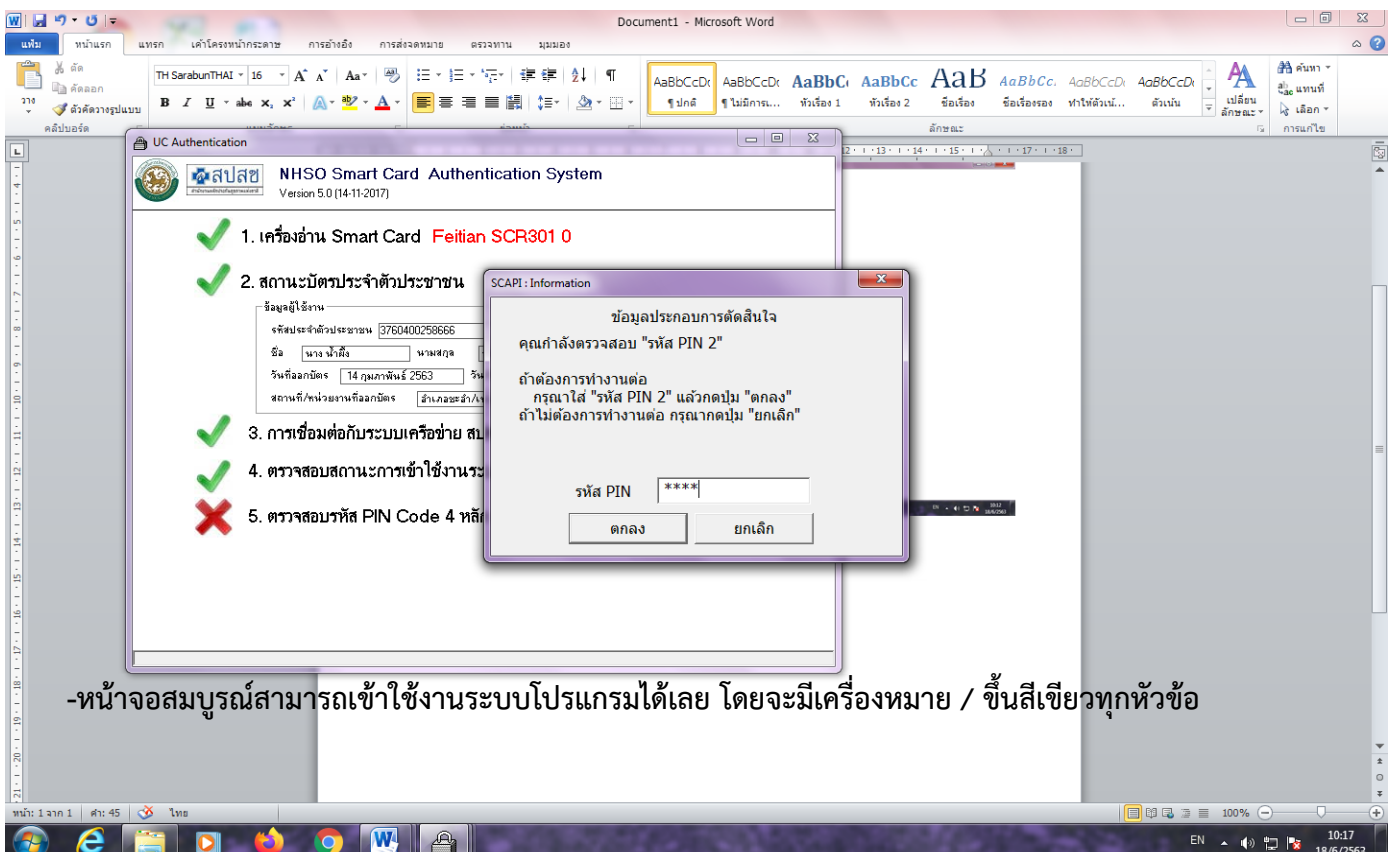 Document1 - Microsoft Word
แฟ้ม หน้าแรก แทรก เค้าโครงหน้ากระดาษ การอ้างอิง การส่งจดหมาย ตรวจทาน มุมมอง
วาง
ตัด
คัดลอก
ตัวคัดวางรูปแบบ
คลิปบอร์ด
TH SarabunTHAI 16
AaBbCcDc AaBbCcDc AaBbC AaBbCc AaB AaBbCc. AaBbCcDc AaBbCcDc
¶ ปกติ ¶ ไม่มีการเ... หัวเรื่อง 1 หัวเรื่อง 2 ชื่อเรื่อง ชื่อเรื่องรอง ทำให้ตัวเน้... ตัวเน้น
เปลี่ยน
ลักษณะ
ค้นหา
แทนที่
เลือก
ลักษณะ
การแก้ไข
UC Authentication
สปสช
NHSO Smart Card Authentication System
Version 5.0 (14-11-2017)
1. เครื่องอ่าน Smart Card Feitian SCR301 0
2. สถานะบัตรประจำตัวประชาชน
ข้อมูลผู้ใช้งาน
รหัสประจำตัวประชาชน 3760400258666
ชื่อ นาง น้ำผึ้ง นามสกุล
วันที่ออกบัตร 14 กุมภาพันธ์ 2563
สถานที่/หน่วยงานที่ออกบัตร อำเภอชะอำ/
3. การเชื่อมต่อกับระบบเครือข่าย
4. ตรวจสอบสถานะการเข้าใช้งาน
5. ตรวจสอบรหัส PIN Code 4
SCAPI : Information
ข้อมูลประกอบการตัดสินใจ
คุณกำลังตรวจสอบ "รหัส PIN 2"
ถ้าต้องการทำงานต่อ
กรุณาใส่ "รหัส PIN 2" แล้วกดปุ่ม "ตกลง"
ถ้าไม่ต้องการทำงานต่อ กรุณากดปุ่ม "ยกเลิก"
รหัส PIN ****
ตกลง ยกเลิก
-หน้าจอสมบูรณ์สามารถเข้าใช้งานระบบโปรแกรมได้เลย โดยจะมีเครื่องหมาย / ขึ้นสีเขียวทุกหัวข้อ
หน้า: 1 จาก 1 คำ: 45 ไทย
100%
EN
10:17
18/6/2563